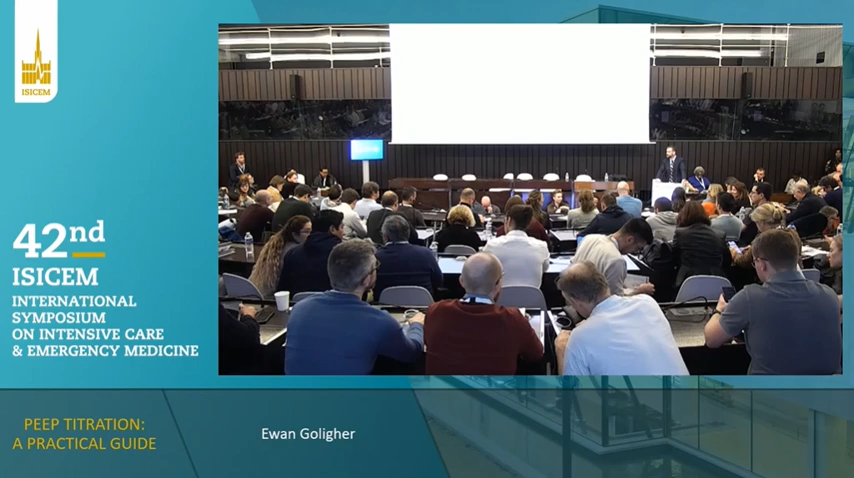 ISICEM
42nd
ISICEM
INTERNATIONAL
SYMPOSIUM
ON INTENSIVE CARE
& EMERGENCY MEDICINE
PEEP TITRATION:
A PRACTICAL GUIDE
Ewan Goligher